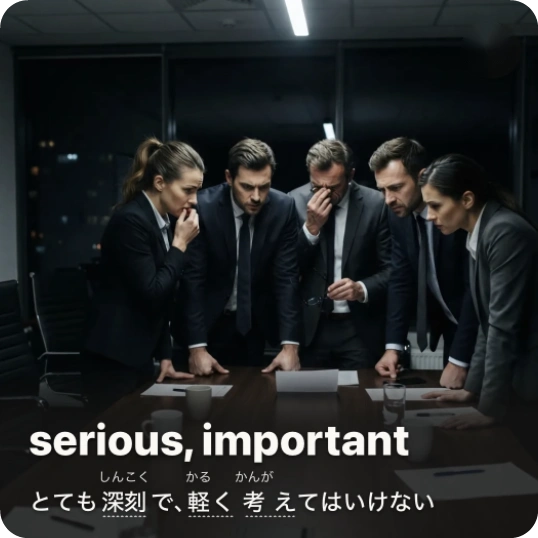 serious, important
しんこく かる かんが
とても深刻で、軽く考えてはいけない